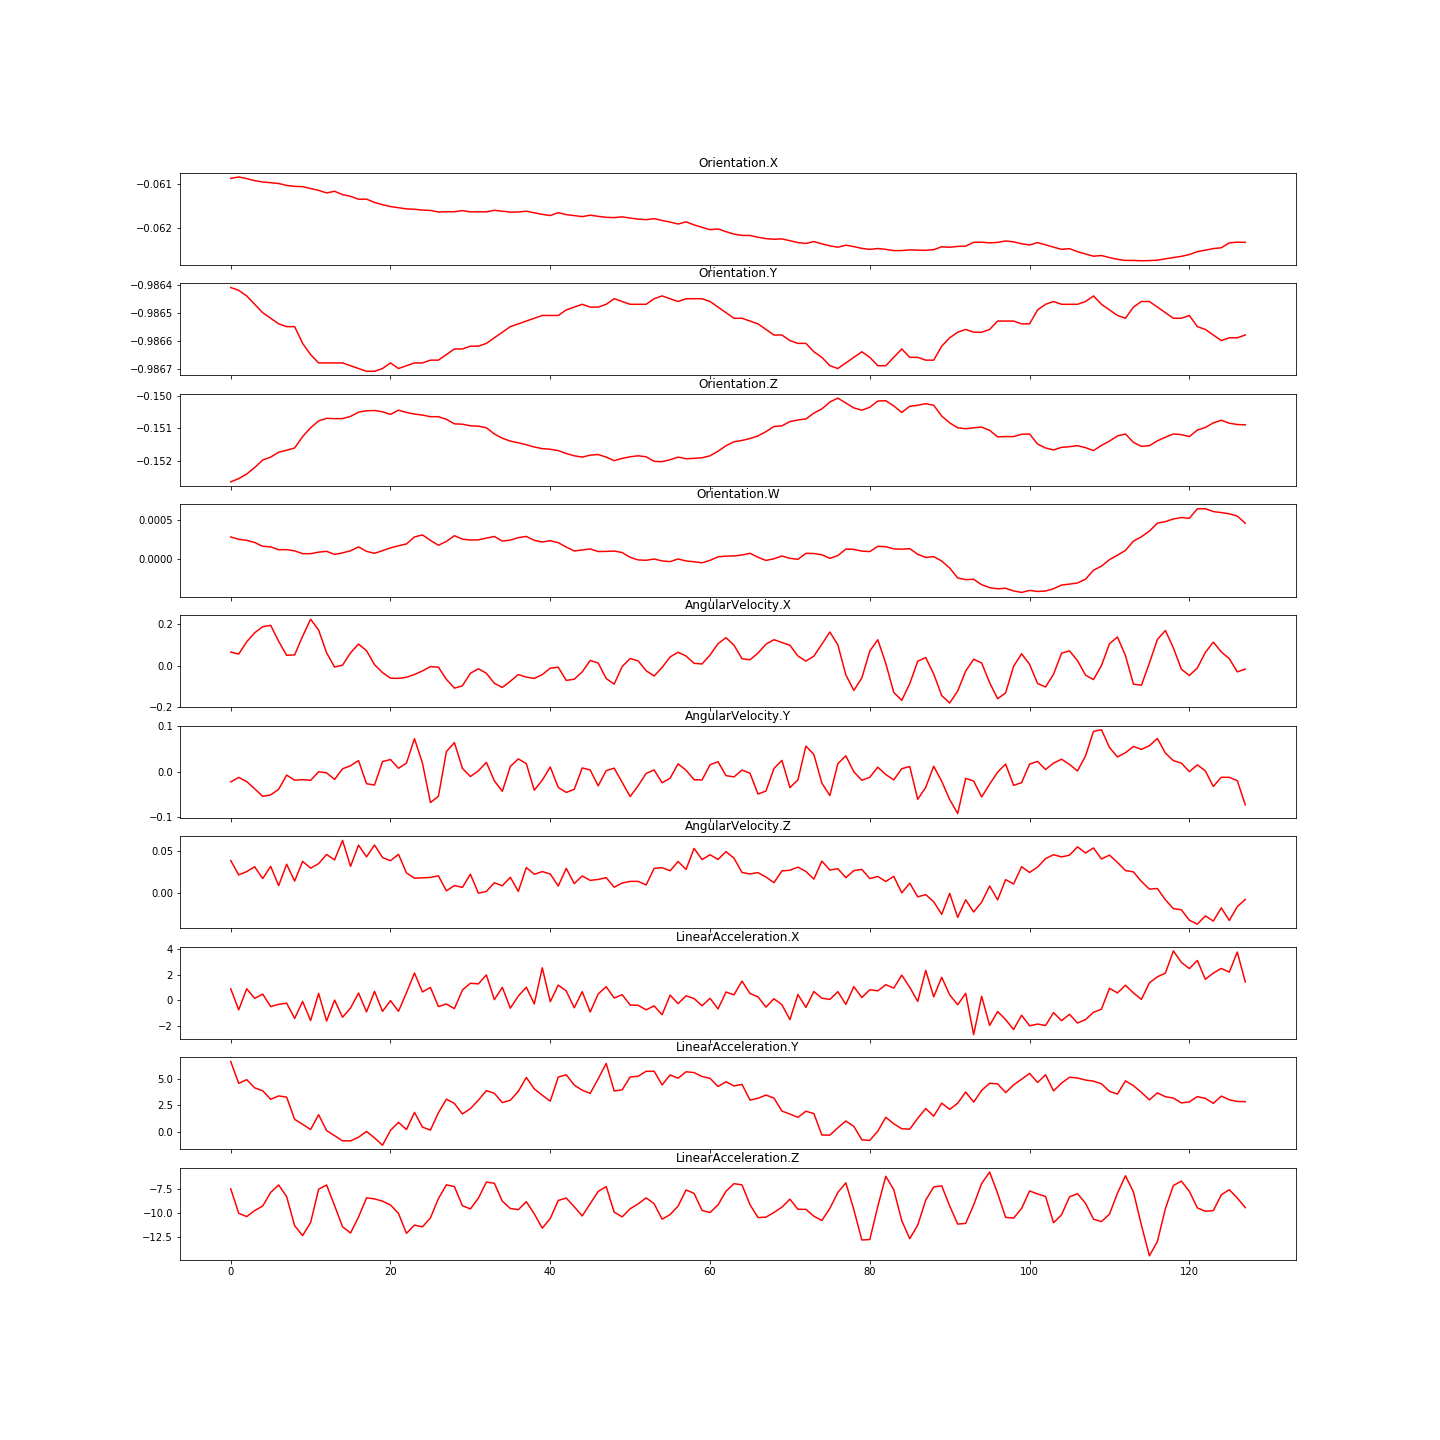 Orientation.X
−0.061
−0.062
Orientation.Y
−0.9864
−0.9865
−0.9866
−0.9867
Orientation.Z
−0.150
−0.151
−0.152
Orientation.W
0.0005
0.0000
AngularVelocity.X
0.2
0.0
−0.2
AngularVelocity.Y
0.1
0.0
−0.1
AngularVelocity.Z
0.05
0.00
LinearAcceleration.X
4
2
0
−2
LinearAcceleration.Y
5.0
2.5
0.0
LinearAcceleration.Z
−7.5
−10.0
−12.5
0 20 40 60 80 100 120